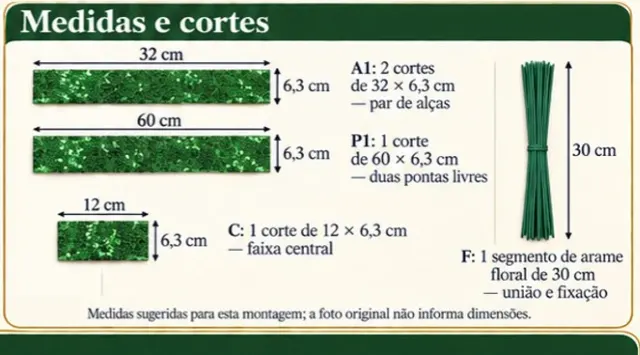 Medidas e cortes
32 cm
6,3 cm
A1: 2 cortes
de 32 × 6,3 cm
— par de alças
60 cm
6,3 cm
P1: 1 corte
de 60 × 6,3 cm
— duas pontas livres
12 cm
6,3 cm
C: 1 corte de 12 × 6,3 cm
— faixa central
30 cm
F: 1 segmento de arame
floral de 30 cm
— união e fixação
Medidas sugeridas para esta montagem; a foto original não informa dimensões.